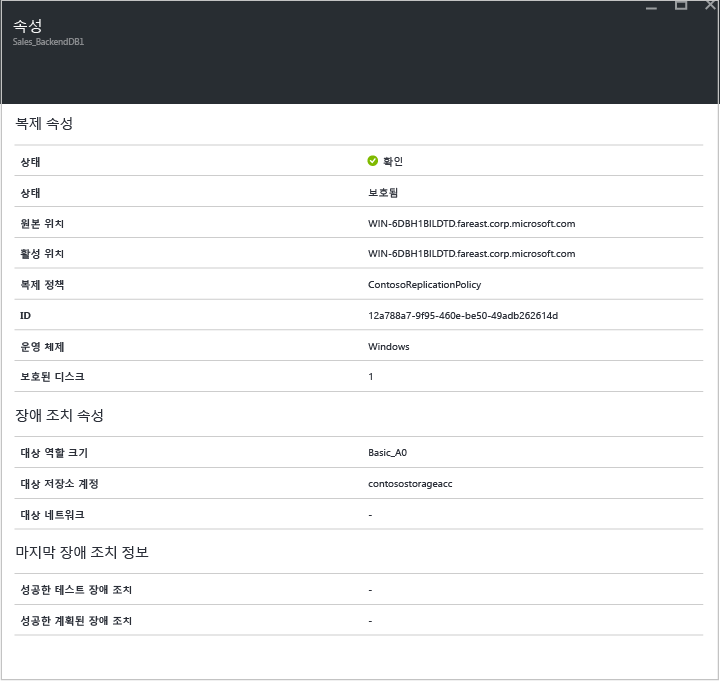 속성
Sales_BackendDB1
복제 속성
상태 확인
상태 보호됨
원본 위치 WIN-6DBH1BILDTD.fareast.corp.microsoft.com
활성 위치 WIN-6DBH1BILDTD.fareast.corp.microsoft.com
복제 정책 ContosoReplicationPolicy
ID 12a788a7-9f95-460e-be50-49adb262614d
운영 체제 Windows
보호된 디스크 1
장애 조치 속성
대상 역할 크기 Basic_A0
대상 저장소 계정 contosostorageacc
대상 네트워크 -
마지막 장애 조치 정보
성공한 테스트 장애 조치 -
성공한 계획된 장애 조치 -